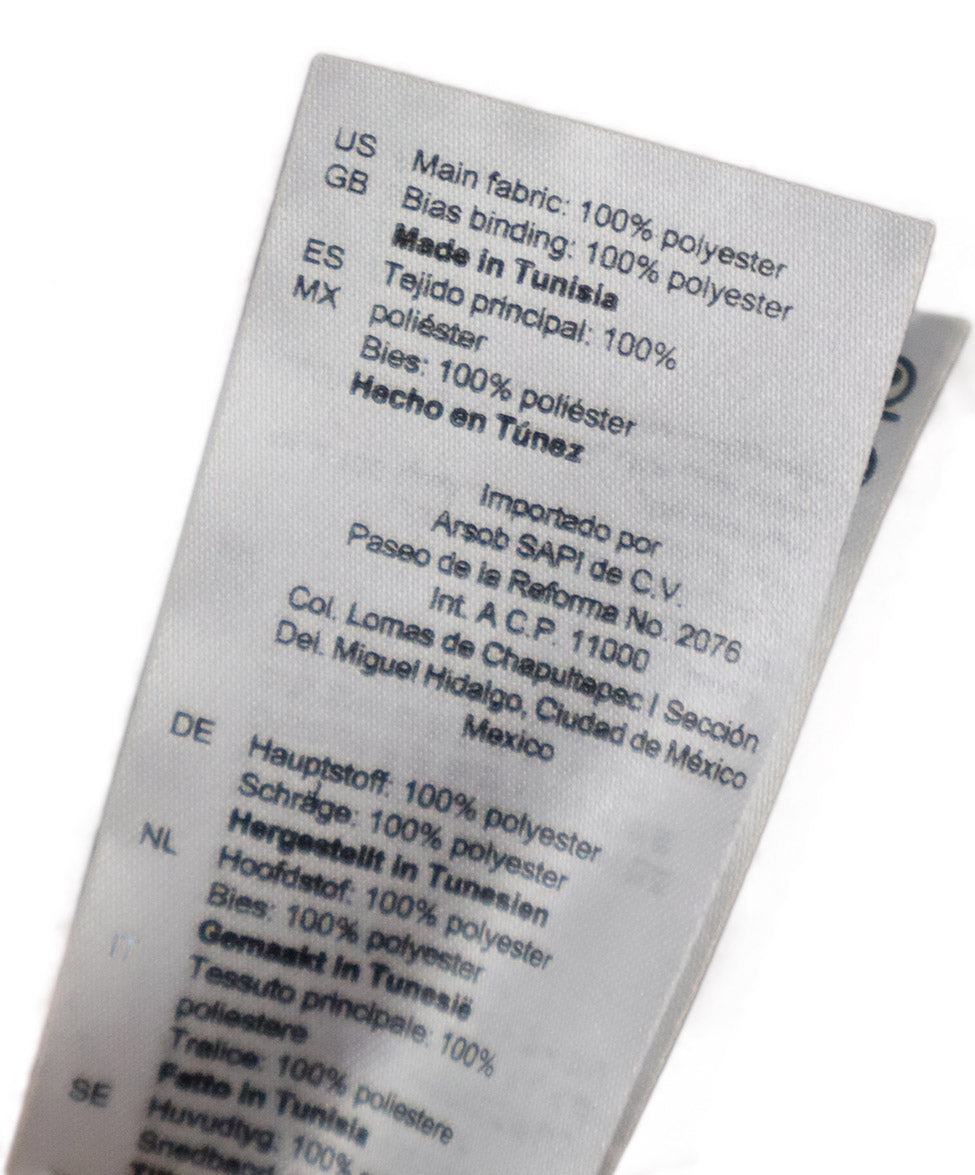 US Main fabric: 100% polyester
GB Bias binding: 100% polyester
Made in Tunisia
ES Tejido principal: 100%
MX poliéster
Bies: 100% poliéster
Hecho en Túnez
Importado por
Arsob SAPI de C.V.
Paseo de la Reforma No. 2076
Int. A C.P. 11000
Col. Lomas de Chapultepec I Sección
Del. Miguel Hidalgo, Ciudad de México
Mexico
DE Hauptstoff: 100% polyester
Schräge: 100% polyester
Hergestellt in Tunesien
NL Hoofdstof: 100% polyester
Bies: 100% polyester
Gemaakt in Tunesië
IT Tessuto principale: 100%
poliestere
Tralice: 100% poliestere
Fatto in Tunisia
SE Huvudtyg: 100%
Snedband